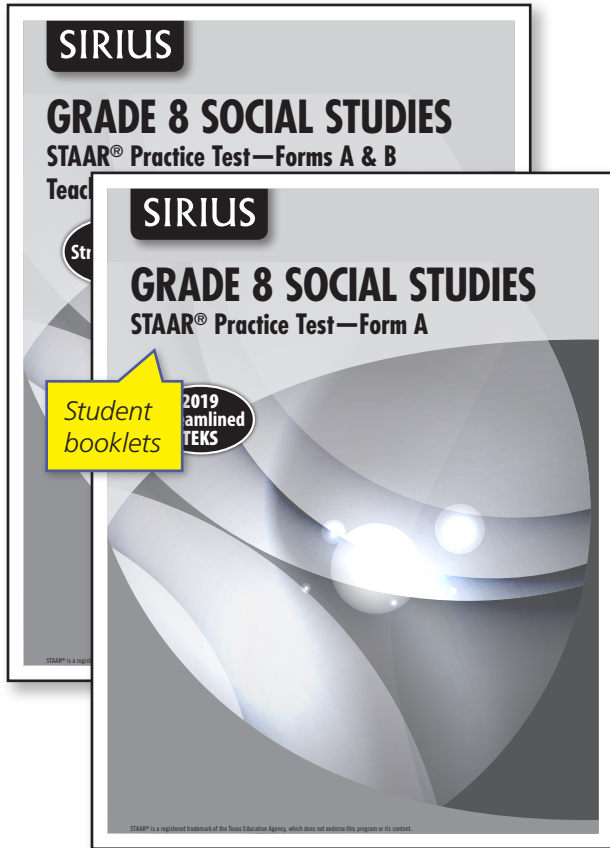 SIRIUS
GRADE 8 SOCIAL STUDIES
STAAR® Practice Test—Forms A & B
SIRIUS
GRADE 8 SOCIAL STUDIES
STAAR® Practice Test—Form A
Student
booklets
2019
TEKS
STAAR® is a
STAAR® is a registered trademark of the Texas Education Agency, which does not endorse this program or its content.